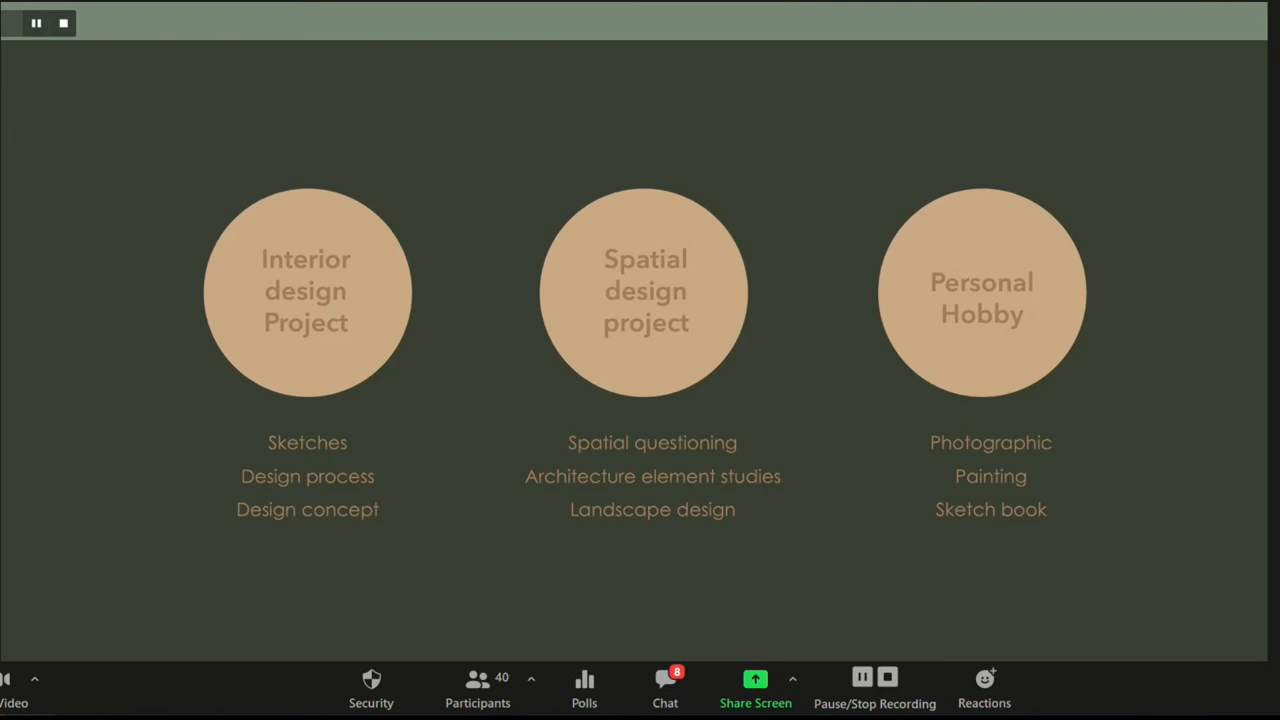 Interior
design
Project
Spatial
design
project
Personal
Hobby
Sketches
Design process
Design concept
Spatial questioning
Architecture element studies
Landscape design
Photographic
Painting
Sketch book
Video
Security
40
Participants
Polls
8
Chat
Share Screen
Pause/Stop Recording
Reactions